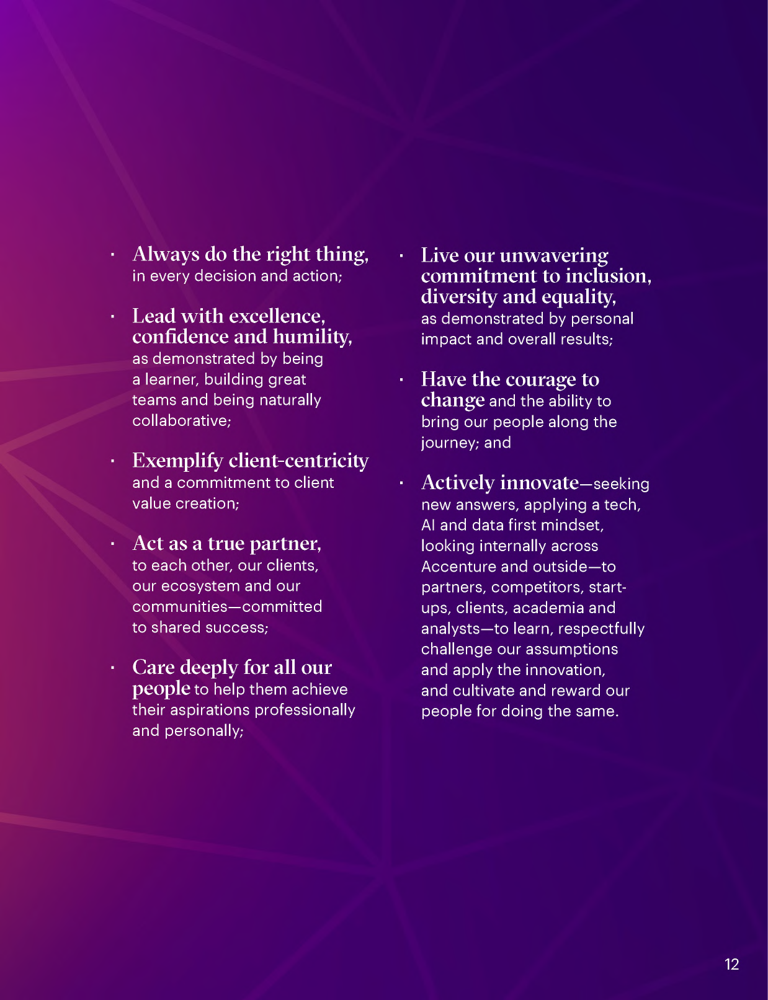 · Always do the right thing,
in every decision and action;
· Lead with excellence,
confidence and humility,
as demonstrated by being
a learner, building great
teams and being naturally
collaborative;
· Exemplify client-centricity
and a commitment to client
value creation;
· Act as a true partner,
to each other, our clients,
our ecosystem and our
communities—committed
to shared success;
· Care deeply for all our
people to help them achieve
their aspirations professionally
and personally;
· Live our unwavering
commitment to inclusion,
diversity and equality,
as demonstrated by personal
impact and overall results;
· Have the courage to
change and the ability to
bring our people along the
journey; and
· Actively innovate—seeking
new answers, applying a tech,
AI and data first mindset,
looking internally across
Accenture and outside—to
partners, competitors, start-
ups, clients, academia and
analysts—to learn, respectfully
challenge our assumptions
and apply the innovation,
and cultivate and reward our
people for doing the same.
12